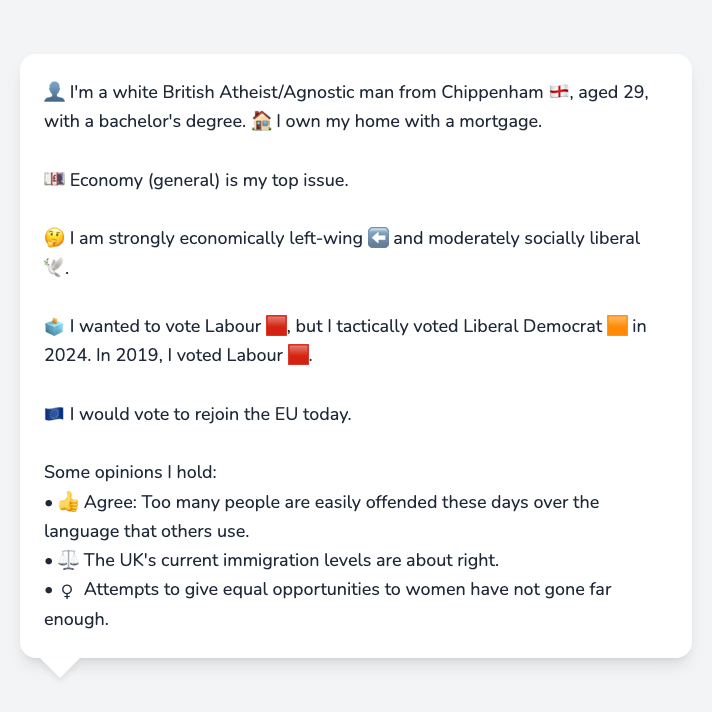 👤 I'm a white British Atheist/Agnostic man from Chippenham 🏴󠁧󠁢󠁥󠁮󠁧󠁿, aged 29,
with a bachelor's degree. 🏠 I own my home with a mortgage.
💷 Economy (general) is my top issue.
🤔 I am strongly economically left-wing ⬅️ and moderately socially liberal
🕊️.
🗳️ I wanted to vote Labour 🟥, but I tactically voted Liberal Democrat 🟧 in
2024. In 2019, I voted Labour 🟥.
🇪🇺 I would vote to rejoin the EU today.
Some opinions I hold:
• 👍 Agree: Too many people are easily offended these days over the
language that others use.
• ⚖️ The UK's current immigration levels are about right.
• ♀️ Attempts to give equal opportunities to women have not gone far
enough.